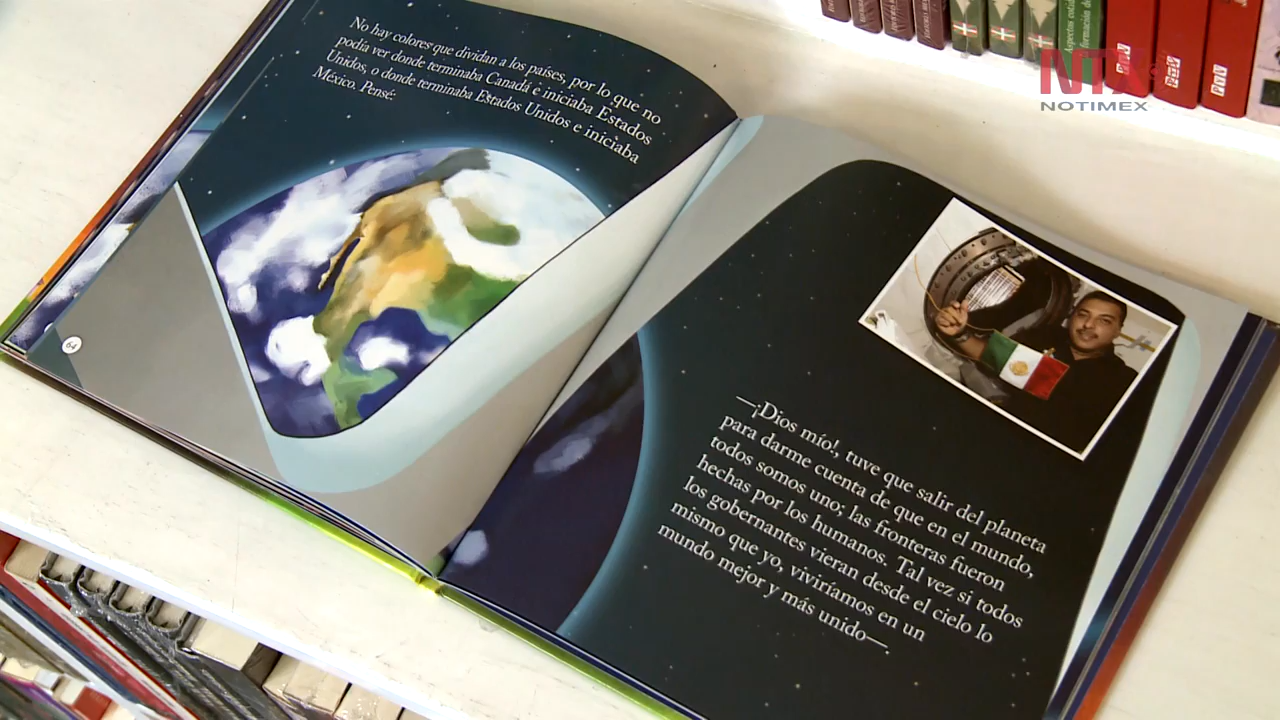 No hay colores que dividan a los países, por lo que no
podía ver donde terminaba Canadá e iniciaba Estados
Unidos, o donde terminaba Estados Unidos e iniciaba
México. Pensé:
64
—¡Dios mío!, tuve que salir del planeta
para darme cuenta de que en el mundo,
todos somos uno; las fronteras fueron
hechas por los humanos. Tal vez si todos
los gobernantes vieran desde el cielo lo
mismo que yo, viviríamos en un
mundo mejor y más unido—
NTX
NOTIMEX